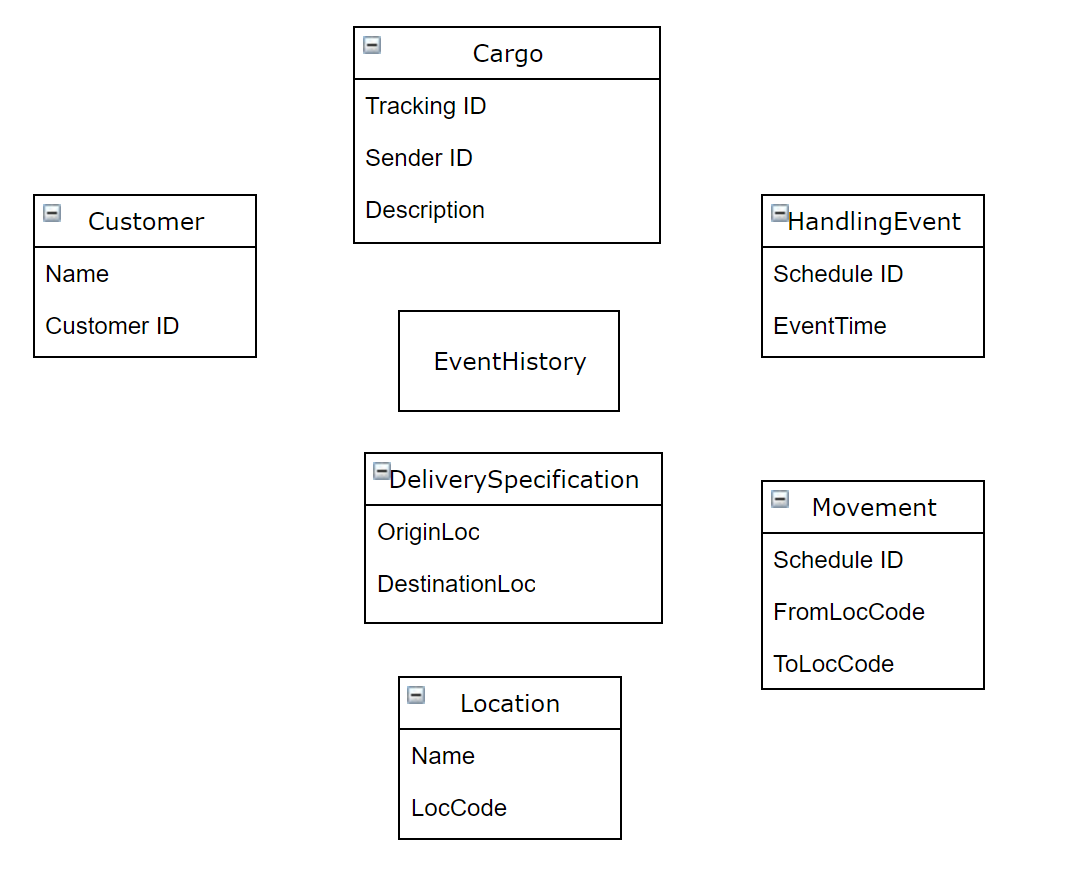 Cargo
Tracking ID
Sender ID
Description
Customer
Name
Customer ID
HandlingEvent
Schedule ID
EventTime
EventHistory
DeliverySpecification
OriginLoc
DestinationLoc
Movement
Schedule ID
FromLocCode
ToLocCode
Location
Name
LocCode